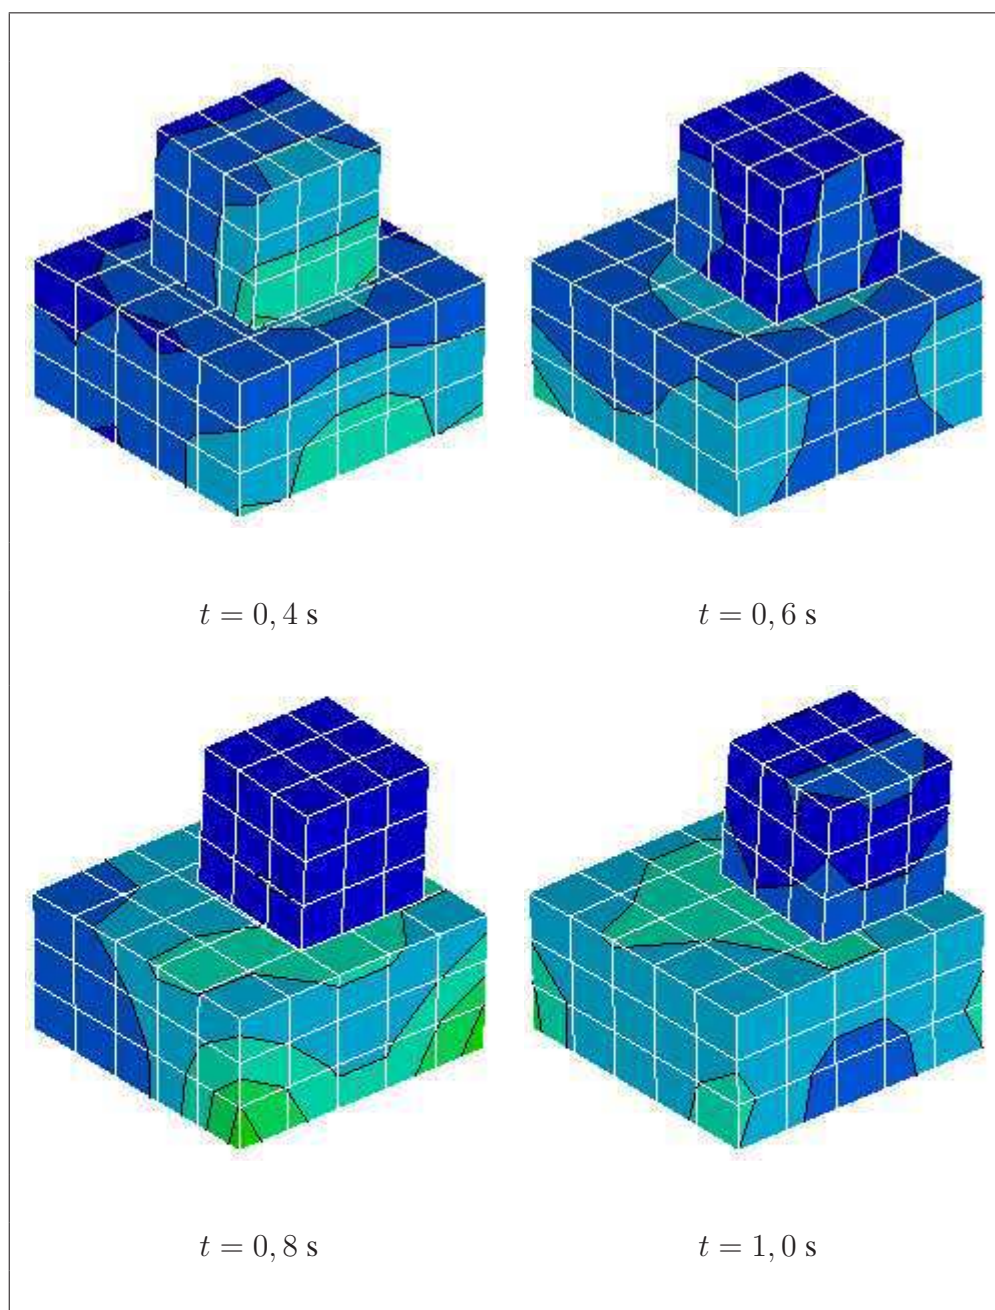 t = 0, 4 s
t = 0, 6 s
t = 0, 8 s
t = 1, 0 s